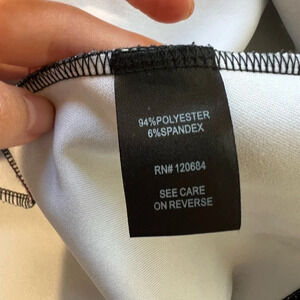 94%POLYESTER
6%SPANDEX
RN# 120684
SEE CARE
ON REVERSE